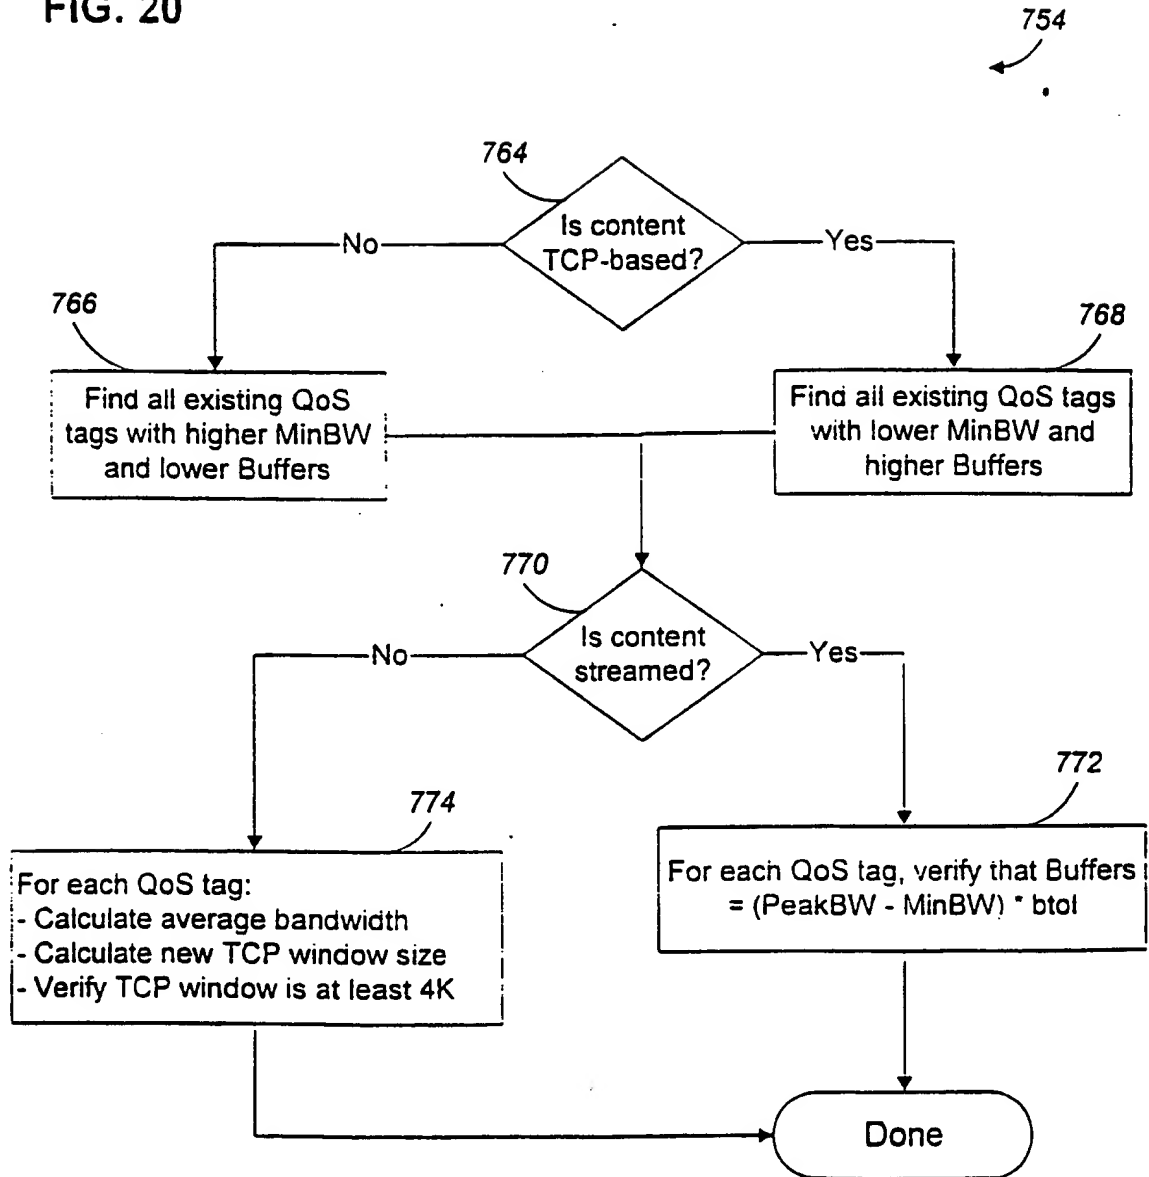 FIG. 20
754
764
Is content
TCP-based?
No
Yes
766
768
Find all existing QoS
tags with higher MinBW
and lower Buffers
Find all existing QoS tags
with lower MinBW and
higher Buffers
770
Is content
streamed?
No
Yes
774
772
For each QoS tag:
- Calculate average bandwidth
- Calculate new TCP window size
- Verify TCP window is at least 4K
For each QoS tag, verify that Buffers
= (PeakBW - MinBW) * btol
Done